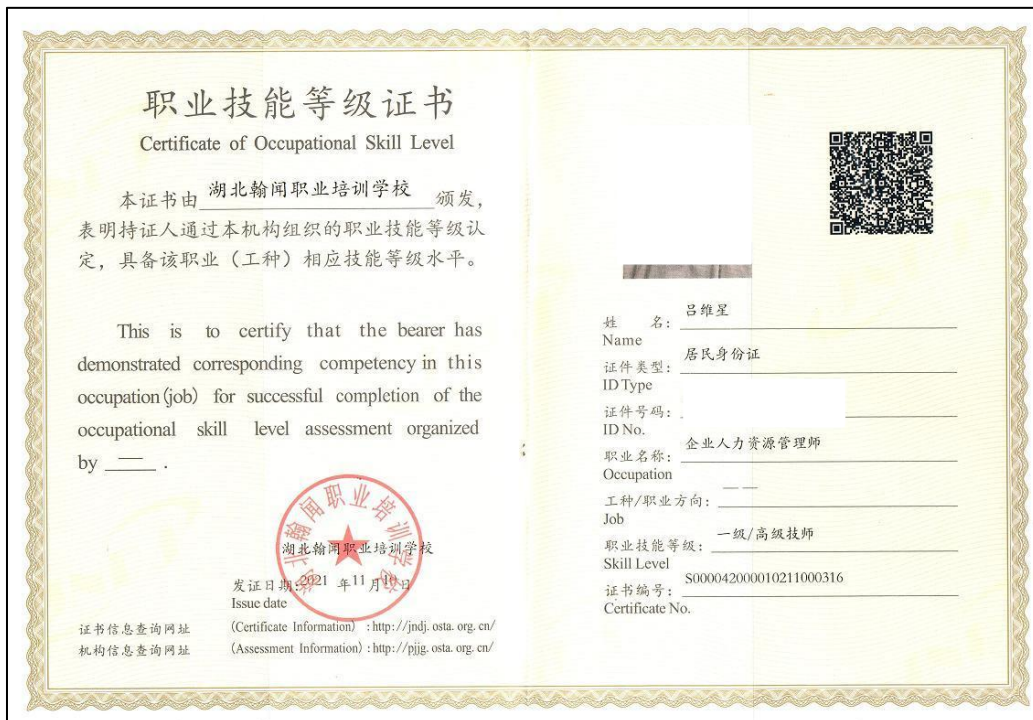 职业技能等级证书
Certificate of Occupational Skill Level
本证书由 湖北翰闻职业培训学校 颁发，
表明持证人通过本机构组织的职业技能等级认
定，具备该职业（工种）相应技能等级水平。
This is to certify that the bearer has
demonstrated corresponding competency in this
occupation(job) for successful completion of the
occupational skill level assessment organized
by —— .
湖北翰闻职业培训学校
湖北翰闻职业培训学校
发证日期：2021 年11 月10日
Issue date
证书信息查询网址 (Certificate Information) :http://jndj.osta.org.cn/
机构信息查询网址 (Assessment Information) :http://pjjg.osta.org.cn/
姓 名：吕维星
Name
证件类型：居民身份证
ID Type
证件号码：
ID No.
职业名称：企业人力资源管理师
Occupation
工种/职业方向：— —
Job
职业技能等级：一级/高级技师
Skill Level
证书编号：S000042000010211000316
Certificate No.